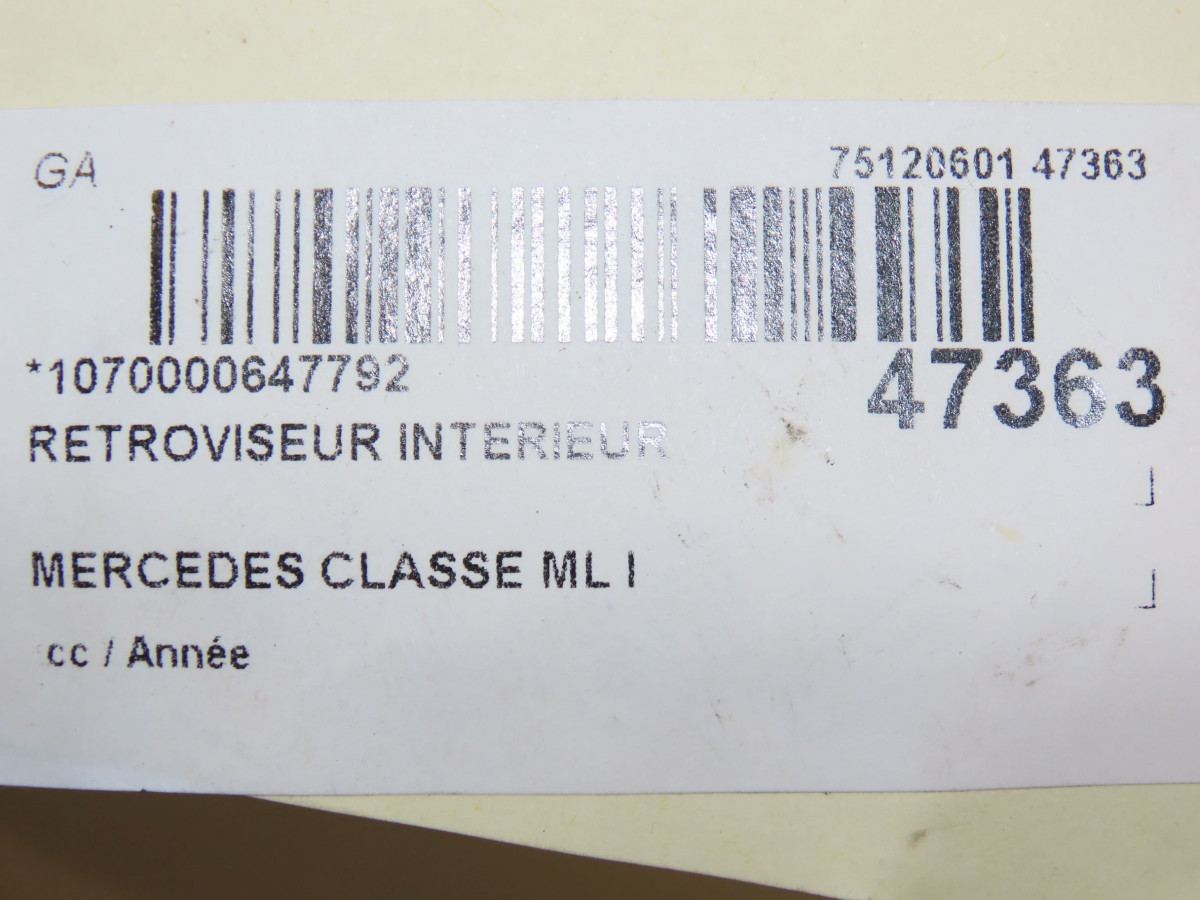 GA 75120601 47363
*1070000647792
47363
RETROVISEUR INTERIEUR
MERCEDES CLASSE ML I
cc / Année